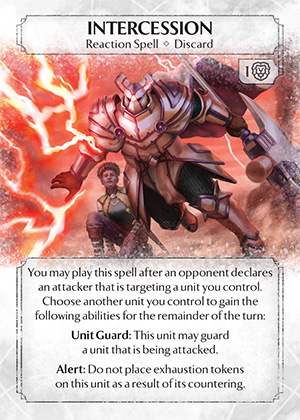 INTERCESSION
Reaction Spell ⬦ Discard
1
You may play this spell after an opponent declares
an attacker that is targeting a unit you control.
Choose another unit you control to gain the
following abilities for the remainder of the turn:
Unit Guard: This unit may guard
a unit that is being attacked.
Alert: Do not place exhaustion tokens
on this unit as a result of its countering.